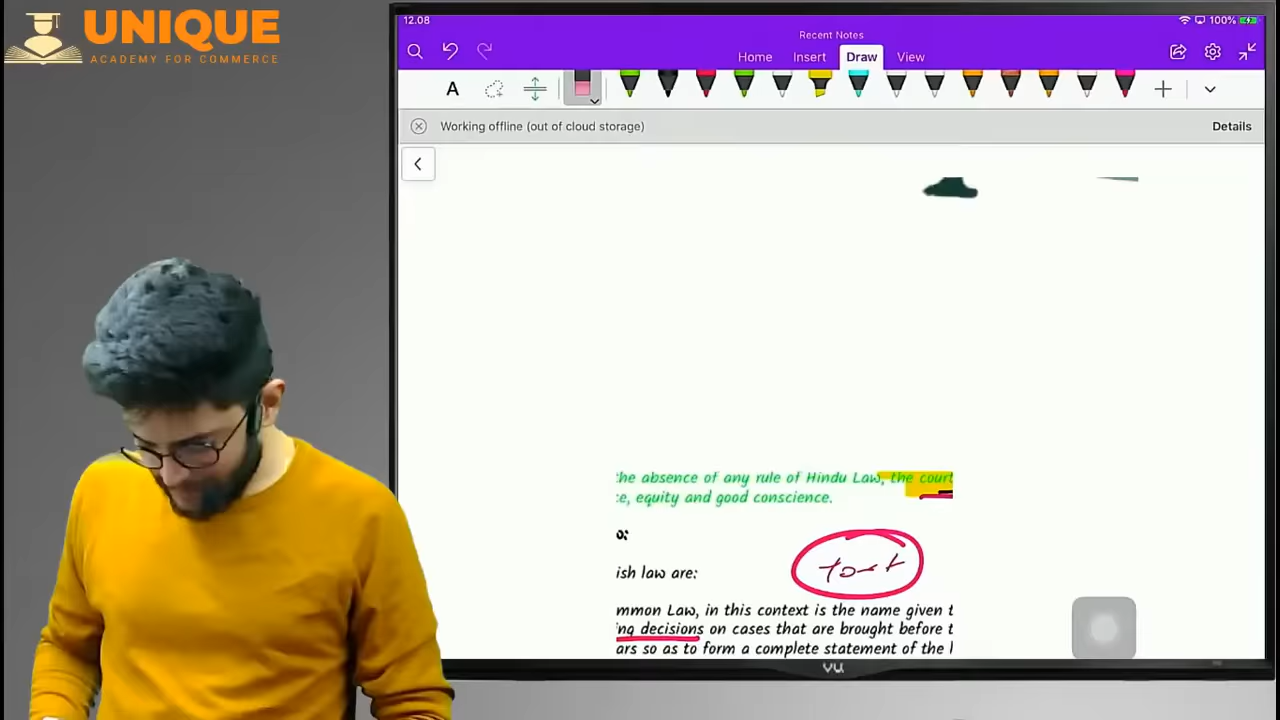 UNIQUE
ACADEMY FOR COMMERCE
12.08
100%
Recent Notes
Home Insert Draw View
A
Working offline (out of cloud storage)
Details
the absence of any rule of Hindu Law, the court
ce, equity and good conscience.
o:
ish law are:
tort
mmon Law, in this context is the name given t
ing decisions on cases that are brought before t
ars so as to form a complete statement of the l
vu